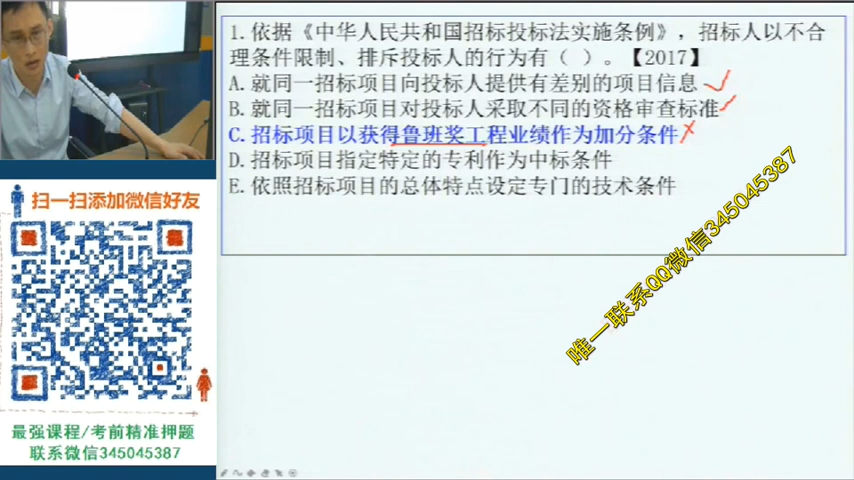 1.依据《中华人民共和国招标投标法实施条例》,招标人以不合
理条件限制、排斥投标人的行为有( )。【2017】
A.就同一招标项目向投标人提供有差别的项目信息
B.就同一招标项目对投标人采取不同的资格审查标准
C.招标项目以获得鲁班奖工程业绩作为加分条件
D.招标项目指定特定的专利作为中标条件
E.依照招标项目的总体特点设定专门的技术条件
扫一扫添加微信好友
最强课程/考前精准押题
联系微信345045387
唯一联系QQ微信345045387